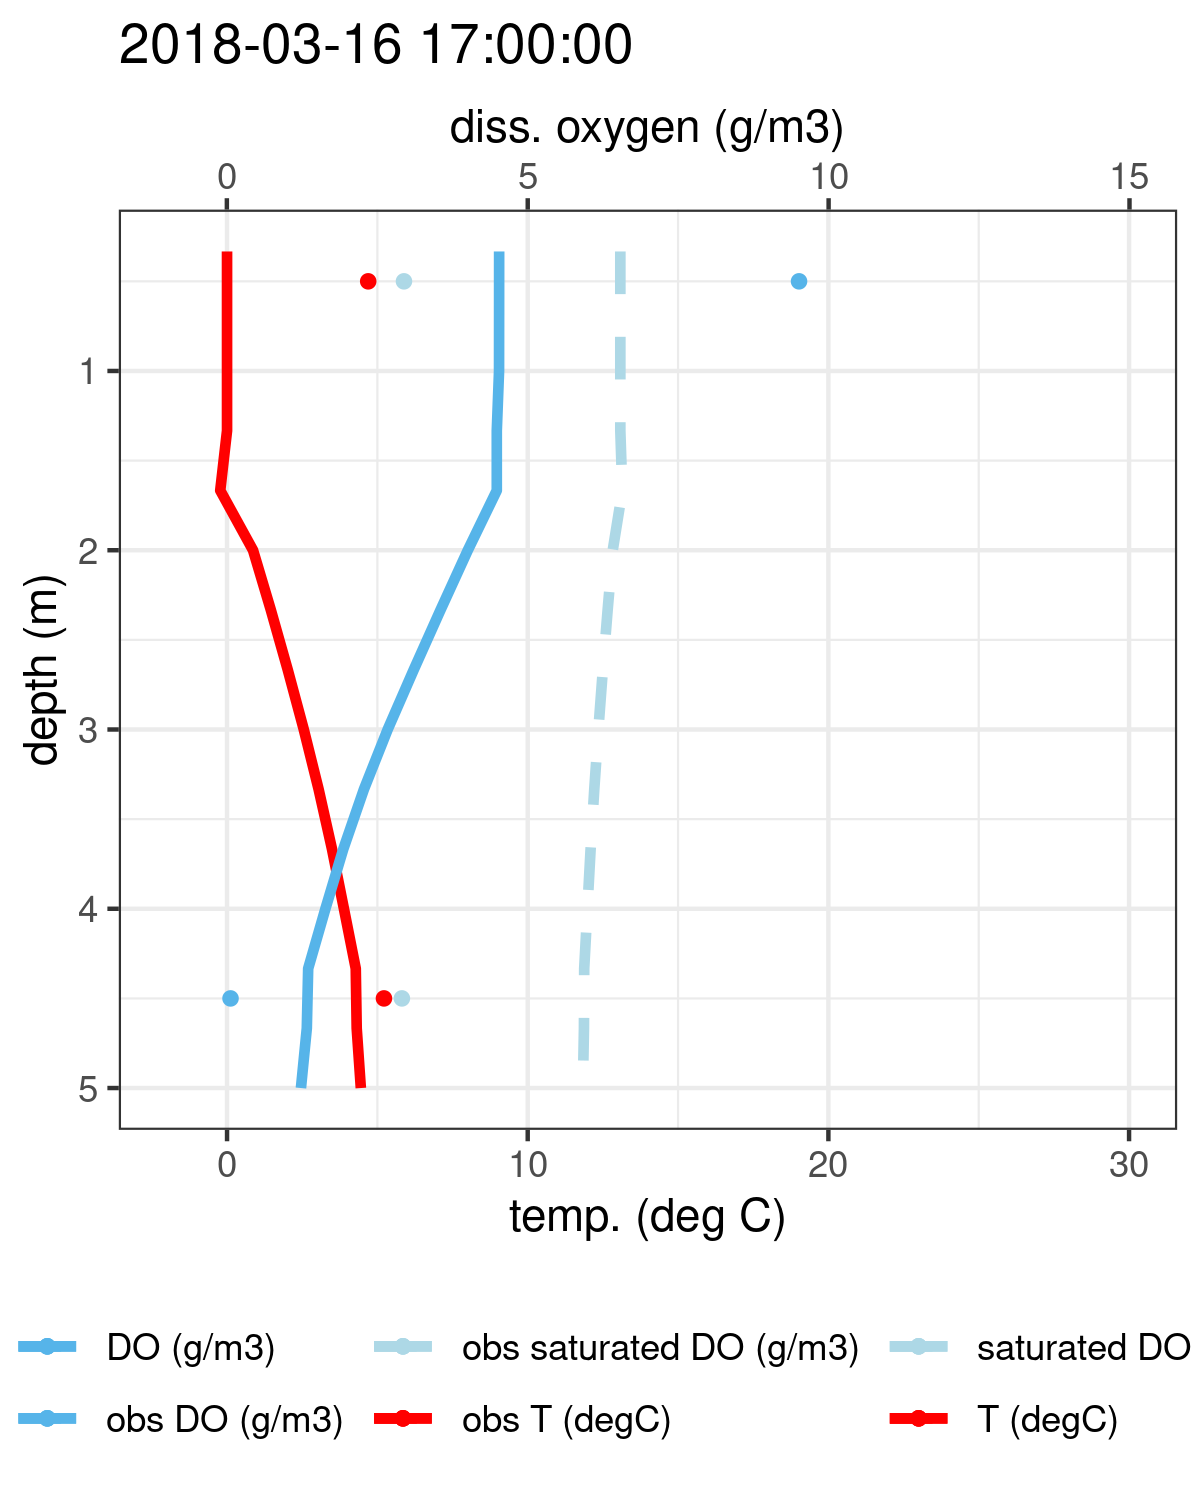 2018-03-16 17:00:00
diss. oxygen (g/m3)
0 5 10 15
depth (m)
1
2
3
4
5
0 10 20 30
temp. (deg C)
DO (g/m3) obs saturated DO (g/m3) saturated DO
obs DO (g/m3) obs T (degC) T (degC)